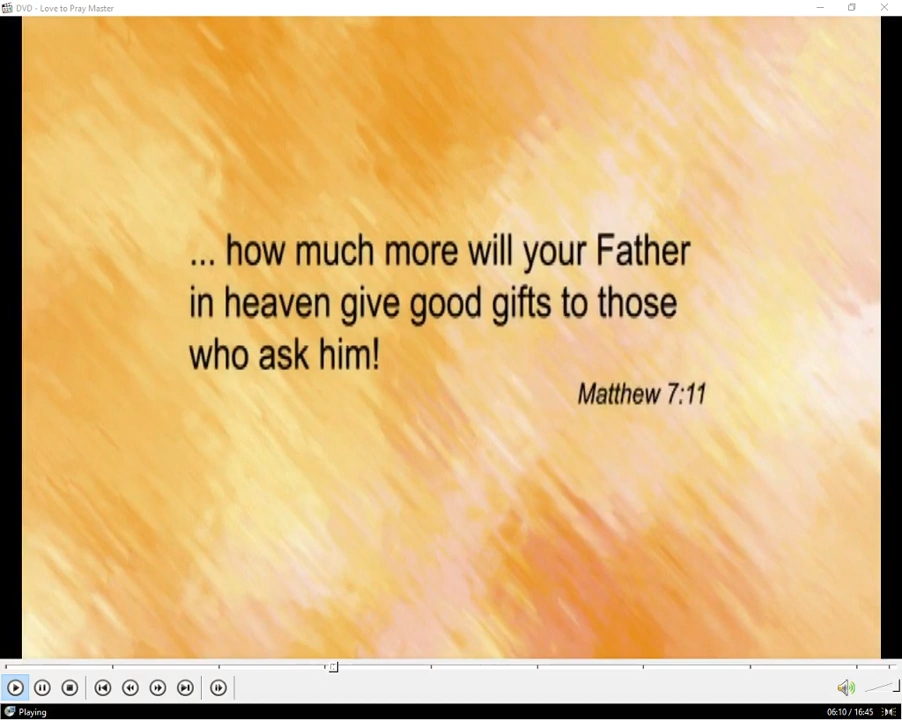 DVD - Love to Pray Master
... how much more will your Father
in heaven give good gifts to those
who ask him!
Matthew 7:11
Playing
06:10 / 16:45